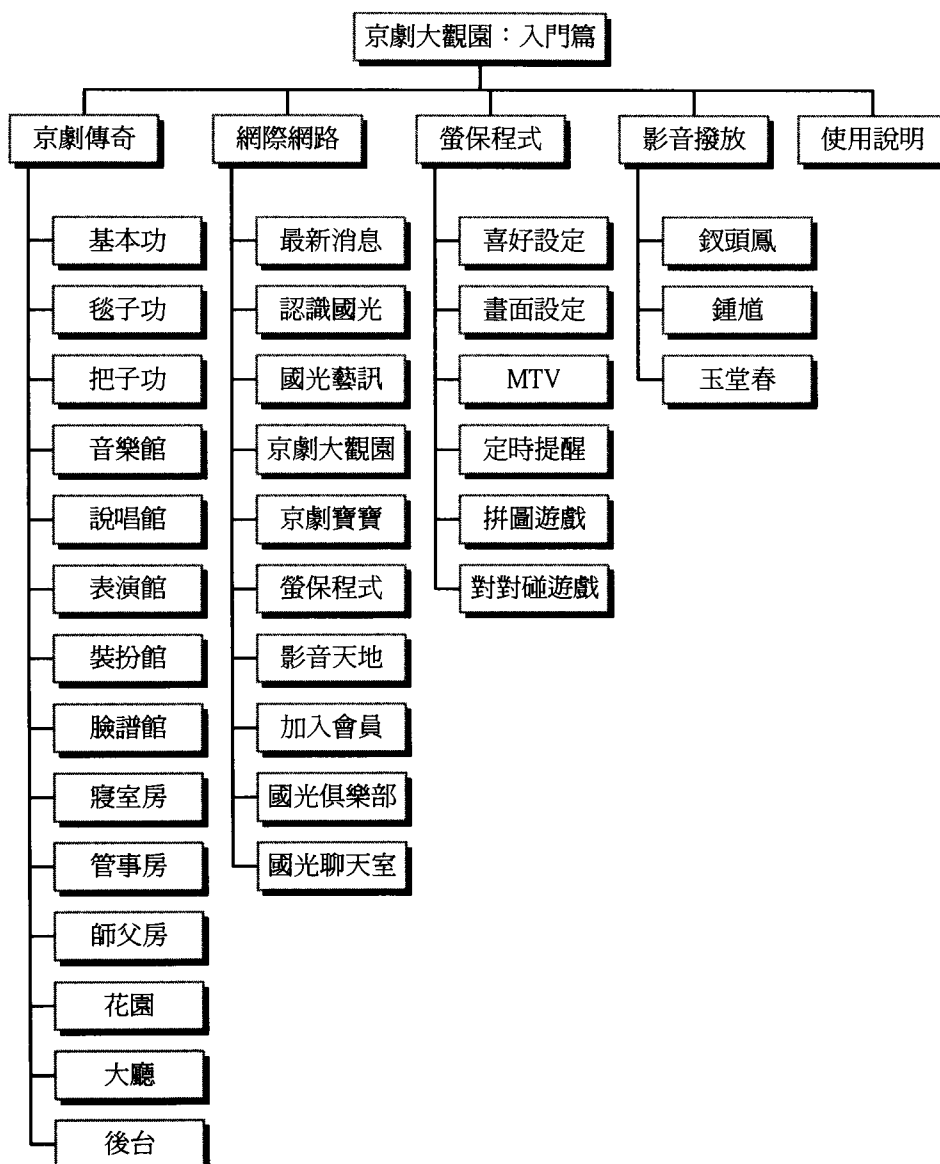 京劇大觀園：入門篇
京劇傳奇
網際網路
螢保程式
影音撥放
使用說明
基本功
毯子功
把子功
音樂館
說唱館
表演館
裝扮館
臉譜館
寢室房
管事房
師父房
花園
大廳
後台
最新消息
認識國光
國光藝訊
京劇大觀園
京劇寶寶
螢保程式
影音天地
加入會員
國光俱樂部
國光聊天室
喜好設定
畫面設定
MTV
定時提醒
拼圖遊戲
對對碰遊戲
釵頭鳳
鍾馗
玉堂春